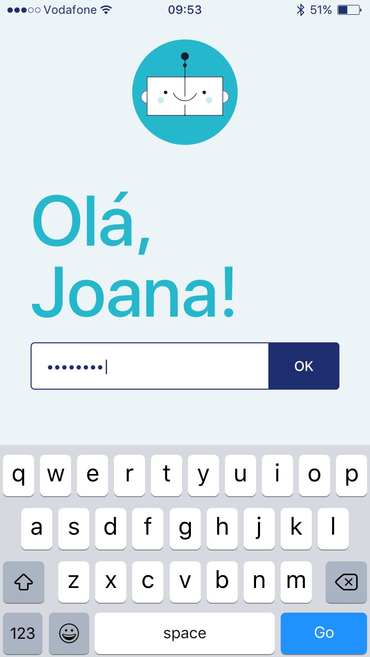 Vodafone 09:53 51%
Olá,
Joana!
•••••••• OK
q w e r t y u i o p
a s d f g h j k l
z x c v b n m
123 space Go